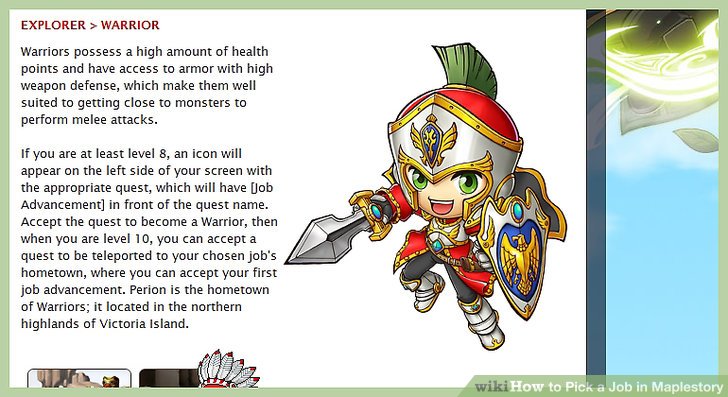 EXPLORER > WARRIOR
Warriors possess a high amount of health
points and have access to armor with high
weapon defense, which make them well
suited to getting close to monsters to
perform melee attacks.
If you are at least level 8, an icon will
appear on the left side of your screen with
the appropriate quest, which will have [Job
Advancement] in front of the quest name.
Accept the quest to become a Warrior, then
when you are level 10, you can accept a
quest to be teleported to your chosen job's
hometown, where you can accept your first
job advancement. Perion is the hometown
of Warriors; it located in the northern
highlands of Victoria Island.
wikiHow to Pick a Job in Maplestory